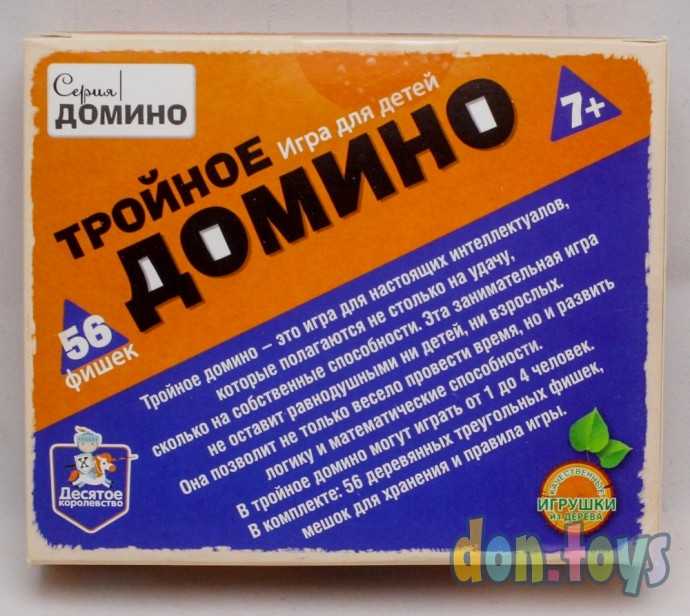 Серия
ДОМИНО
ТРОЙНОЕ
Игра для детей
ДОМИНО
7+
56
фишек
Тройное домино — это игра для настоящих интеллектуалов,
которые полагаются не столько на удачу,
сколько на собственные способности. Эта занимательная игра
не оставит равнодушными ни детей, ни взрослых.
Она позволит не только весело провести время, но и развить
логику и математические способности.
В тройное домино могут играть от 1 до 4 человек.
В комплекте: 56 деревянных треугольных фишек,
мешок для хранения и правила игры.
Десятое
королевство
КАЧЕСТВЕННЫЕ
ИГРУШКИ
ИЗ ДЕРЕВА
don.toys